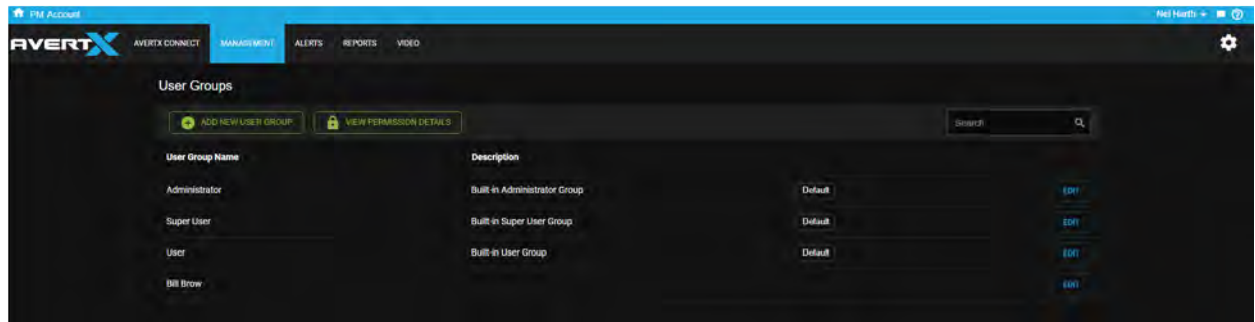 PM Account Nel Harth
AVERTX AVERTX CONNECT MANAGEMENT ALERTS REPORTS VIDEO
User Groups
ADD NEW USER GROUP VIEW PERMISSION DETAILS Search
User Group Name Description
Administrator Built-in Administrator Group Default EDIT
Super User Built-in Super User Group Default EDIT
User Built-in User Group Default EDIT
Bill Brow EDIT